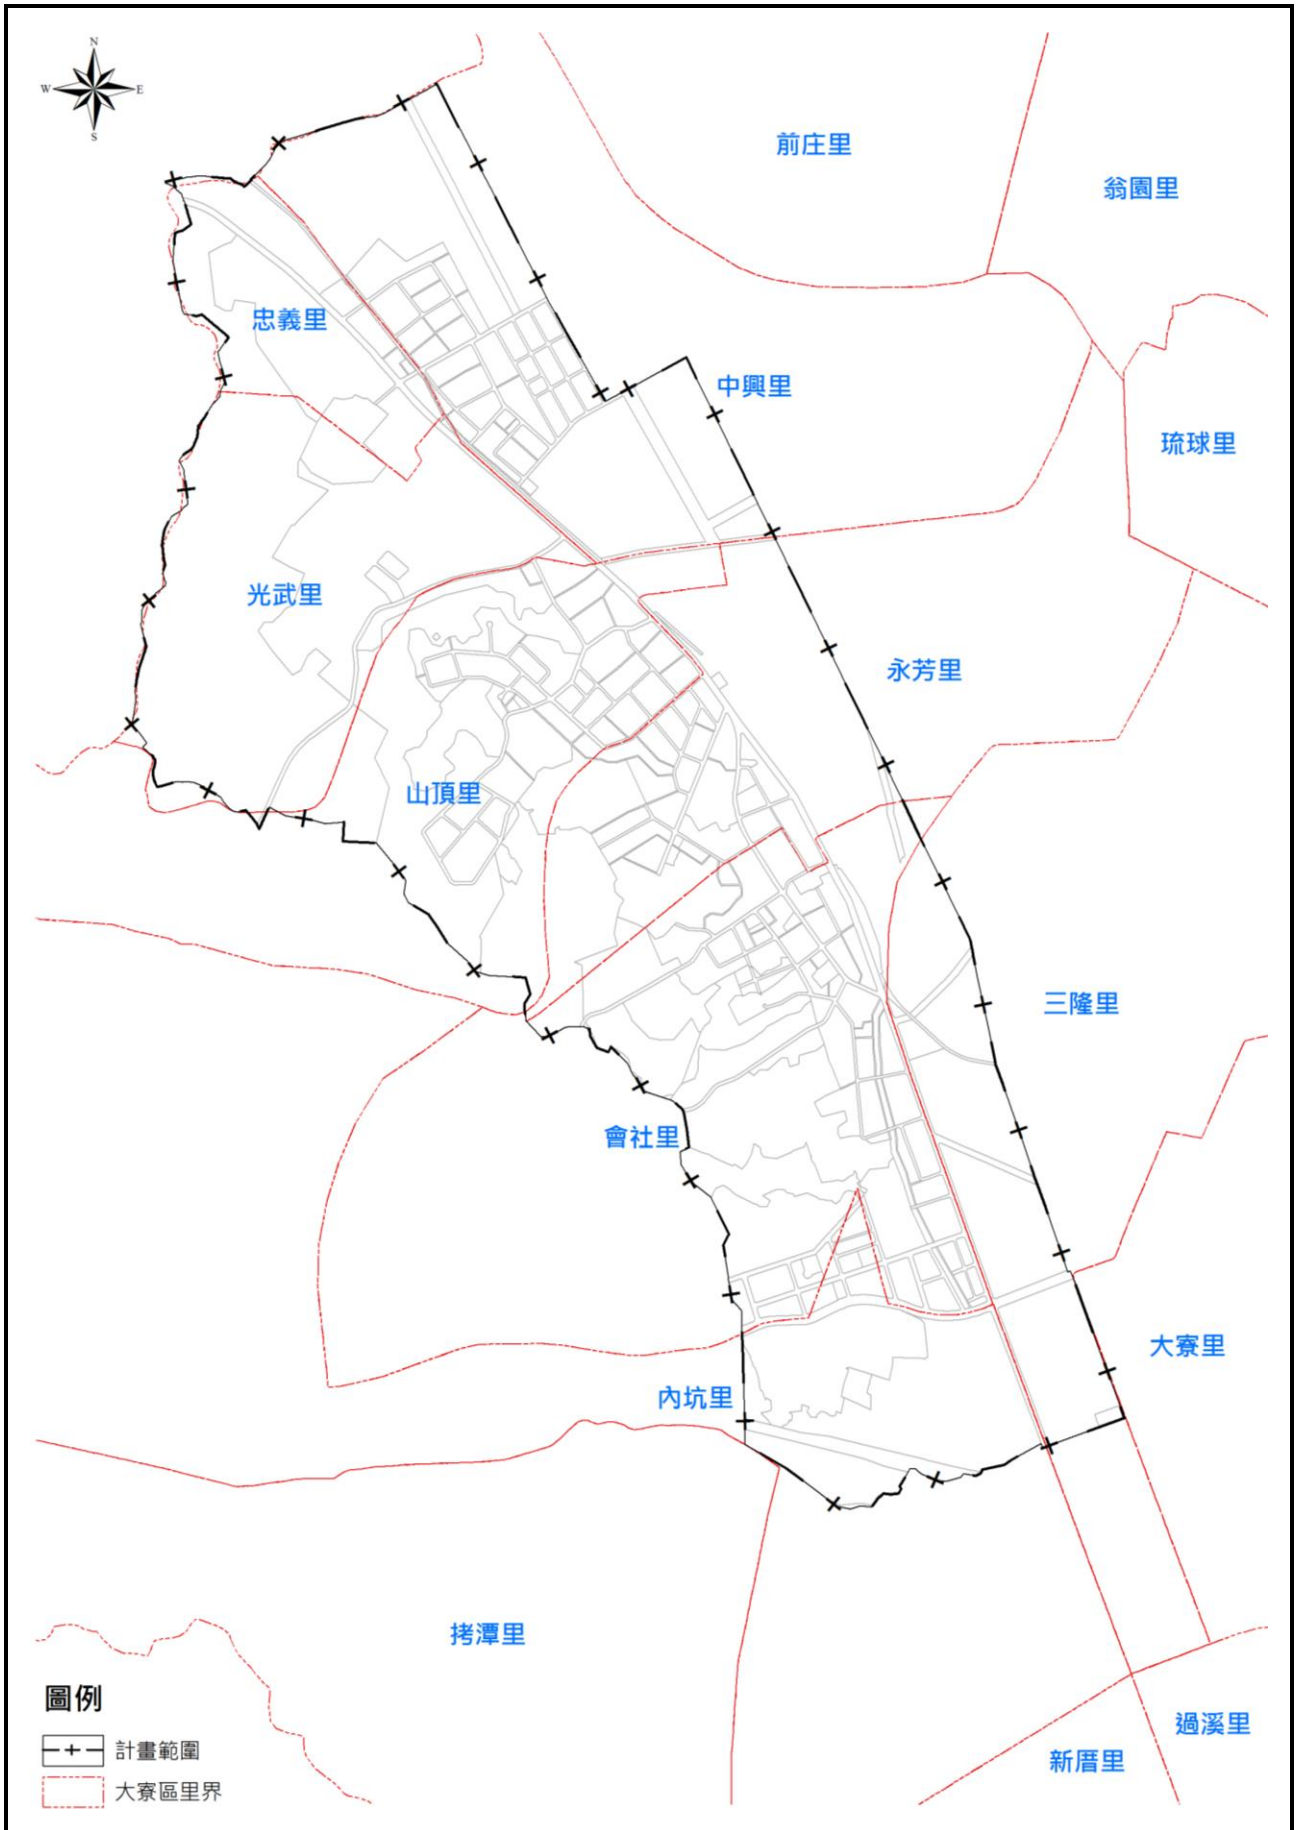 N
W
E
S
前庄里
翁園里
忠義里
中興里
琉球里
光武里
永芳里
山頂里
三隆里
會社里
大寮里
內坑里
拷潭里
過溪里
新厝里
圖例
計畫範圍
大寮區里界